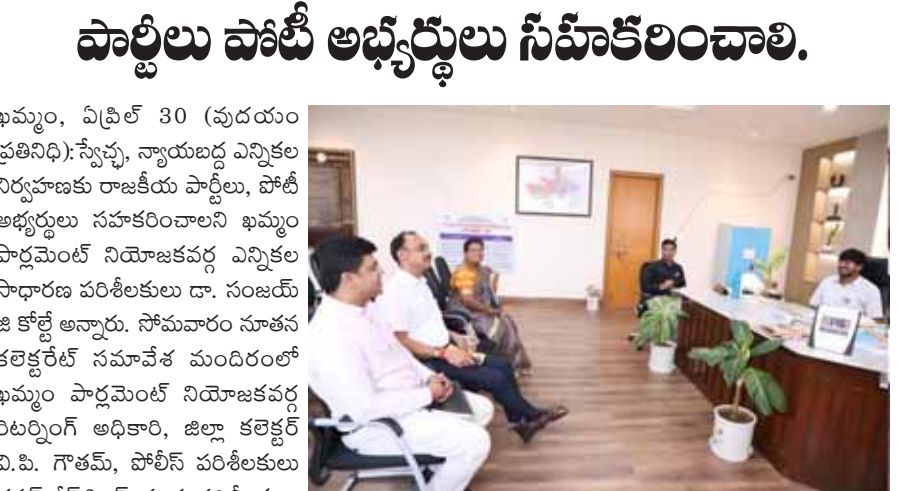 పార్టీలు పోటీ అభ్యర్థులు సహకరించాలి.
ఖమ్మం, ఏప్రిల్ 30 (వుదయం
ప్రతినిధి):స్వేచ్ఛ, న్యాయబద్ద ఎన్నికల
నిర్వహణకు రాజకీయ పార్టీలు, పోటీ
అభ్యర్థులు సహకరించాలని ఖమ్మం
పార్లమెంట్ నియోజకవర్గ ఎన్నికల
సాధారణ పరిశీలకులు డా. సంజయ్
జి కోల్టే అన్నారు. సోమవారం నూతన
కలెక్టరేట్ సమావేశ మందిరంలో
ఖమ్మం పార్లమెంట్ నియోజకవర్గ
రిటర్నింగ్ అధికారి, జిల్లా కలెక్టర్
వి.పి. గౌతమ్, పోలీస్ పరిశీలకులు